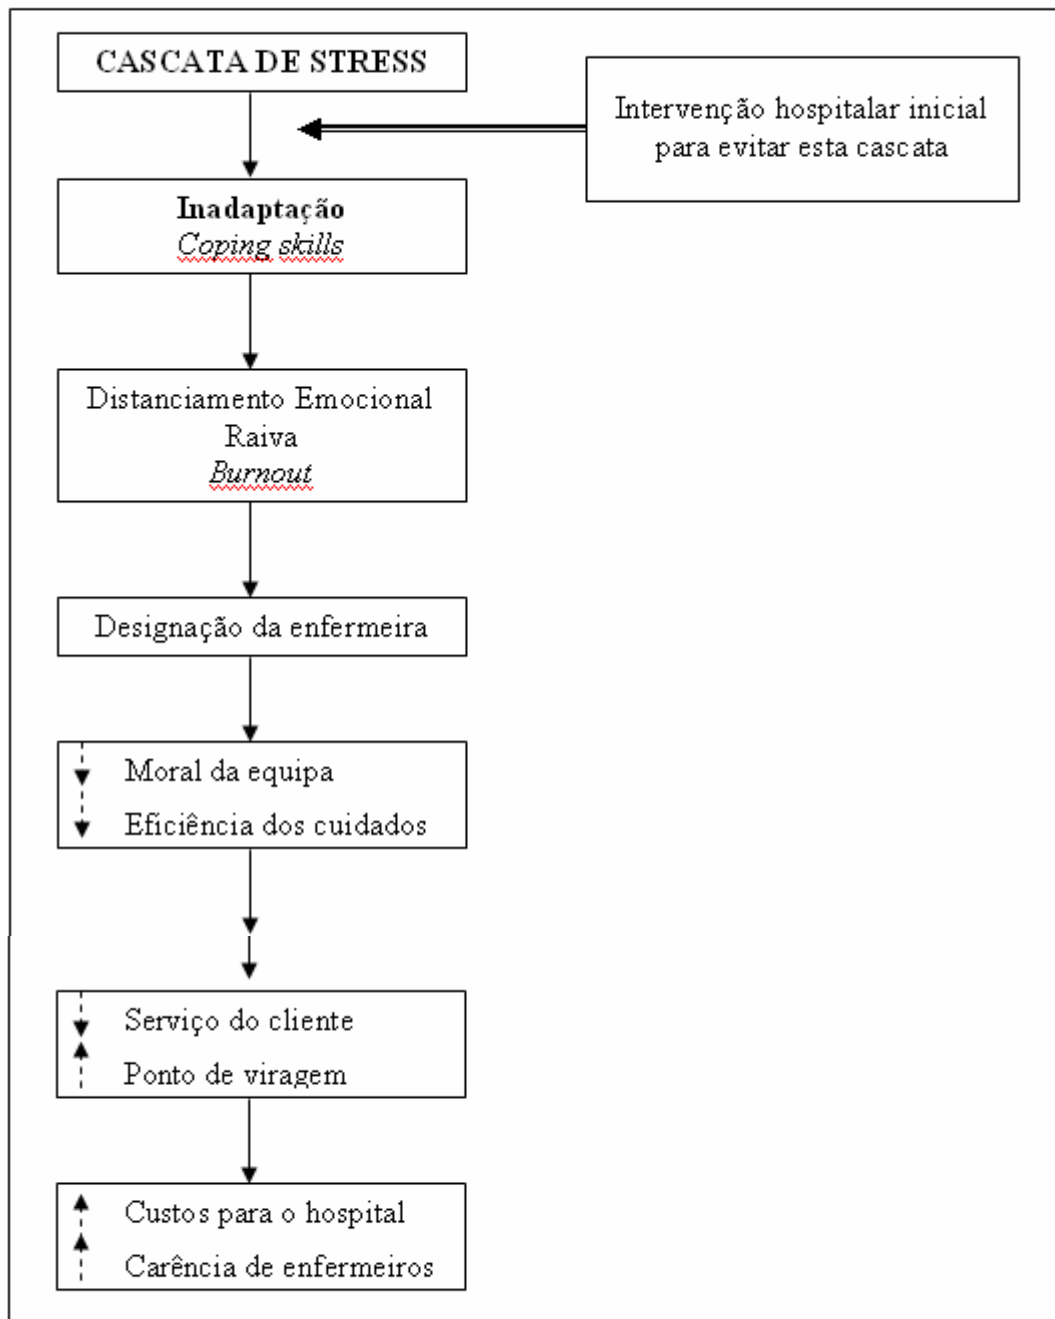 CASCATA DE STRESS
Intervenção hospitalar inicial
para evitar esta cascata
Inadaptação
Coping skills
Distanciamento Emocional
Raiva
Burnout
Designação da enfermeira
Moral da equipa
Eficiência dos cuidados
Serviço do cliente
Ponto de viragem
Custos para o hospital
Carência de enfermeiros